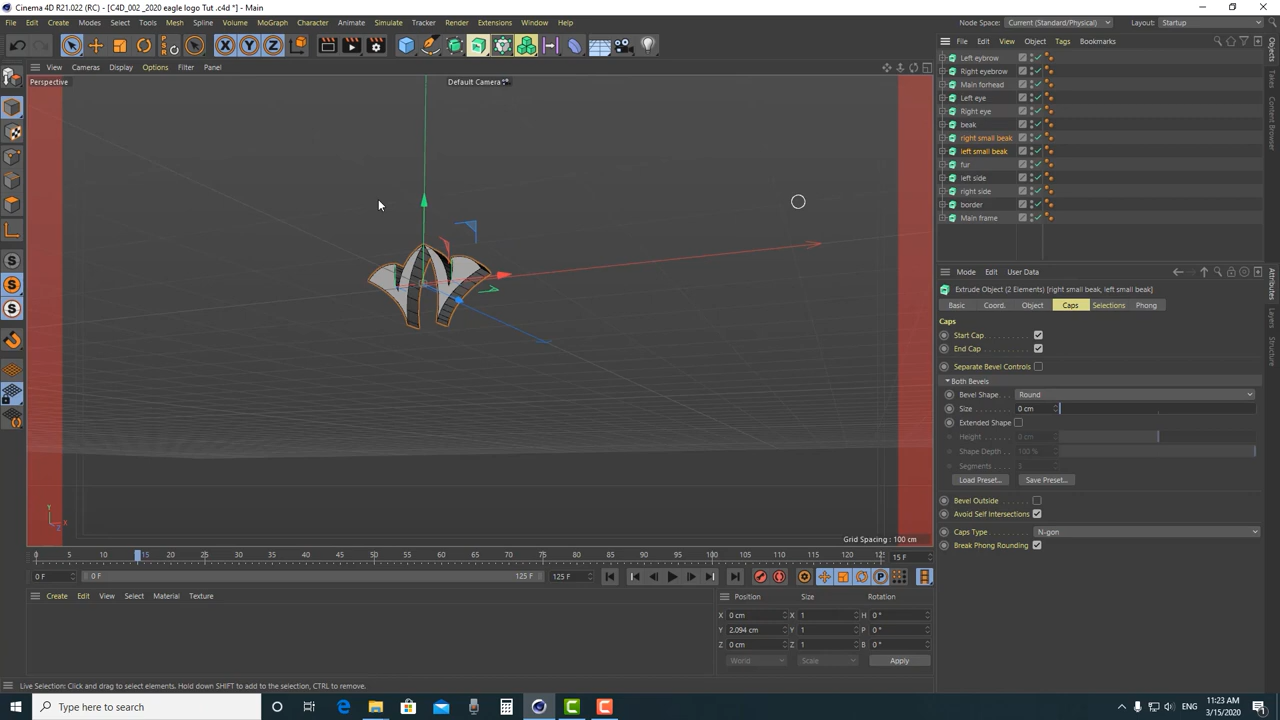 Cinema 4D R21.022 (RC) - [C4D_002 _2020 eagle logo Tut .c4d *] - Main
File Edit Create Modes Select Tools Mesh Spline Volume MoGraph Character Animate Simulate Tracker Render Extensions Window Help
Node Space: Current (Standard/Physical) Layout: Startup
PSR
X Y Z
View Cameras Display Options Filter Panel
Perspective
Default Camera
Grid Spacing : 100 cm
File Edit View Object Tags Bookmarks
Left eybrow
Right eyebrow
Main forhead
Left eye
Right eye
beak
right small beak
left small beak
fur
left side
right side
border
Main frame
Objects
Takes
Content Browser
Attributes
Structure
Mode Edit User Data
Extrude Object (2 Elements) [right small beak, left small beak]
Basic Coord. Object Caps Selections Phong
Caps
Start Cap
End Cap
Separate Bevel Controls
Both Bevels
Bevel Shape Round
Size 0 cm
Extended Shape
Height 0 cm
Shape Depth 100 %
Segments 3
Load Preset... Save Preset...
Bevel Outside
Avoid Self Intersections
Caps Type N-gon
Break Phong Rounding
0 5 10 15 20 25 30 35 40 45 50 55 60 65 70 75 80 85 90 95 100 105 110 115 120 125 15 F
0 F 0 F 125 F 125 F
Create Edit View Select Material Texture
Position Size Rotation
X 0 cm X 1 H 0 °
Y 2.094 cm Y 1 P 0 °
Z 0 cm Z 1 B 0 °
World Scale Apply
Live Selection: Click and drag to select elements. Hold down SHIFT to add to the selection, CTRL to remove.
Type here to search
ENG
11:23 AM
3/15/2020